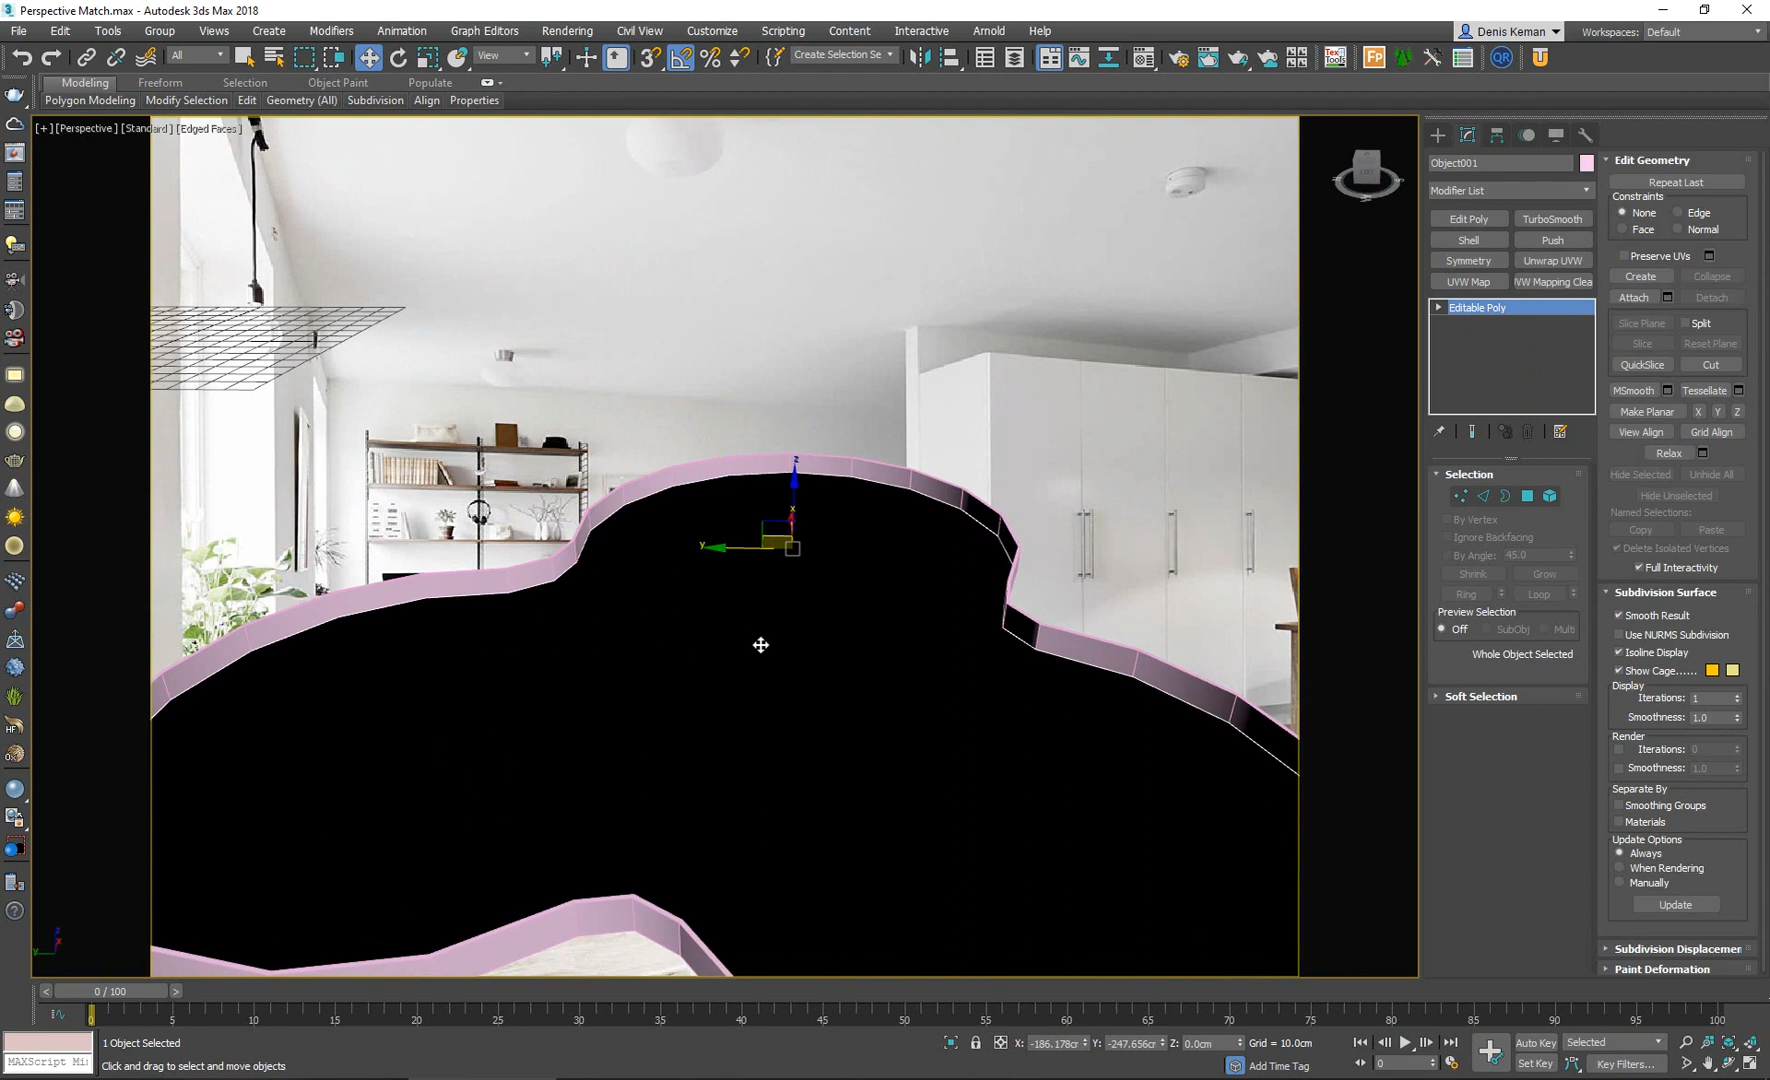 Perspective Match.max - Autodesk 3ds Max 2018
File Edit Tools Group Views Create Modifiers Animation Graph Editors Rendering Civil View Customize Scripting Content Interactive Arnold Help
Denis Keman
Workspaces: Default
All
View
Create Selection Se
Modeling Freeform Selection Object Paint Populate
Polygon Modeling Modify Selection Edit Geometry (All) Subdivision Align Properties
[+] [Perspective] [Standard] [Edged Faces]
Object001
Modifier List
Edit Poly TurboSmooth
Shell Push
Symmetry Unwrap UVW
UVW Map VW Mapping Clea
Editable Poly
Selection
By Vertex
Ignore Backfacing
By Angle: 45.0
Shrink Grow
Ring Loop
Preview Selection
Off SubObj Multi
Whole Object Selected
Soft Selection
Edit Geometry
Repeat Last
Constraints
None Edge
Face Normal
Preserve UVs
Create Collapse
Attach Detach
Slice Plane Split
Slice Reset Plane
QuickSlice Cut
MSmooth Tessellate
Make Planar X Y Z
View Align Grid Align
Relax
Hide Selected Unhide All
Hide Unselected
Named Selections:
Copy Paste
Delete Isolated Vertices
Full Interactivity
Subdivision Surface
Smooth Result
Use NURMS Subdivision
Isoline Display
Show Cage......
Display
Iterations: 1
Smoothness: 1.0
Render
Iterations: 0
Smoothness: 1.0
Separate By
Smoothing Groups
Materials
Update Options
Always
When Rendering
Manually
Update
Subdivision Displacemen
Paint Deformation
z
x
y
0 / 100
0 5 10 15 20 25 30 35 40 45 50 55 60 65 70 75 80 85 90 95 100
1 Object Selected
X: -186.178cr Y: -247.656cr Z: 0.0cm Grid = 10.0cm
Auto Key Selected
MAXScript Mi:
Click and drag to select and move objects
Add Time Tag
0
Set Key Key Filters...